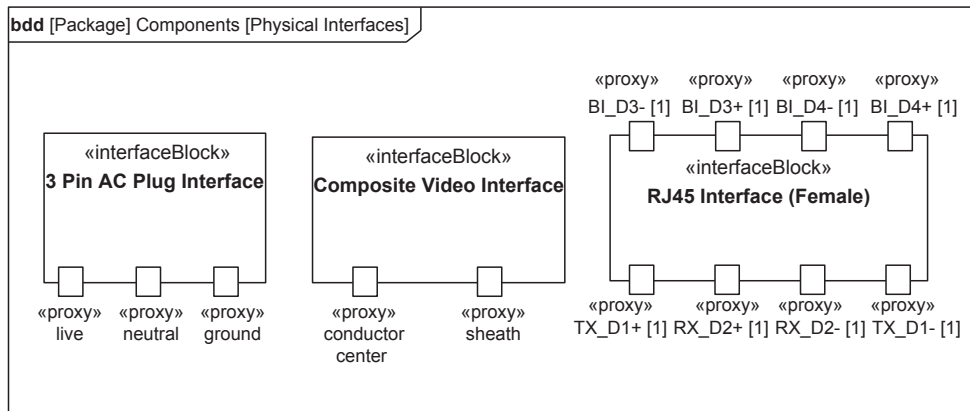 bdd [Package] Components [Physical Interfaces]
«proxy» «proxy» «proxy» «proxy»
BI_D3- [1] BI_D3+ [1] BI_D4- [1] BI_D4+ [1]
«interfaceBlock»
3 Pin AC Plug Interface
«interfaceBlock»
Composite Video Interface
«interfaceBlock»
RJ45 Interface (Female)
«proxy» «proxy» «proxy»
live neutral ground
«proxy» «proxy»
conductor sheath
center
«proxy» «proxy» «proxy» «proxy»
TX_D1+ [1] RX_D2+ [1] RX_D2- [1] TX_D1- [1]